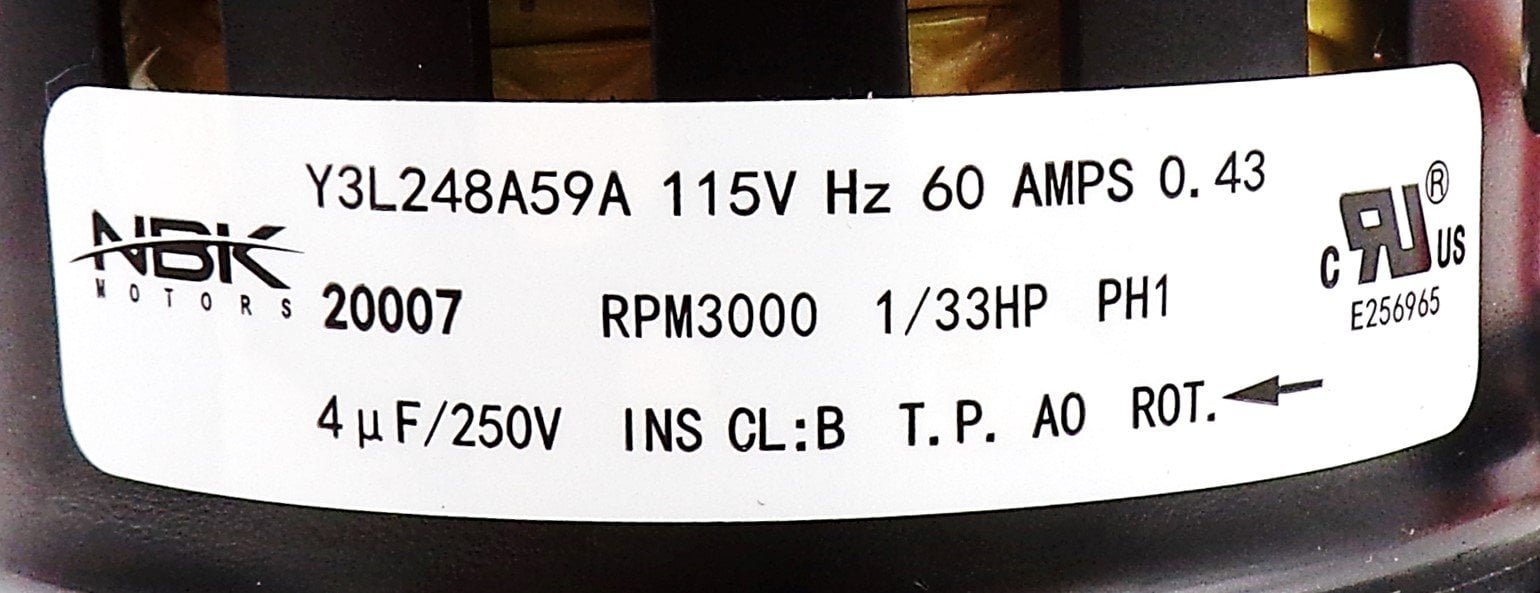 Y3L248A59A 115V Hz 60 AMPS 0.43
NBK
MOTORS
20007 RPM3000 1/33HP PH1
4µF/250V INS CL:B T.P. AO ROT.
C RU US ®
E256965